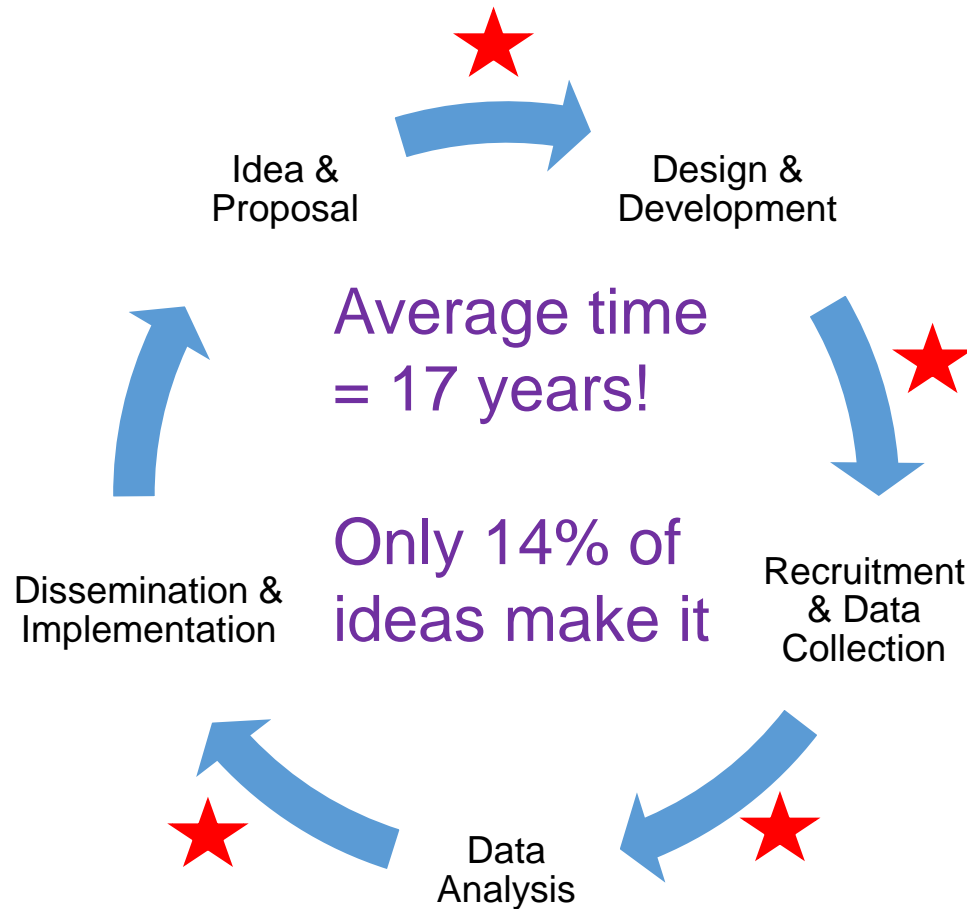 Idea &
Proposal
Design &
Development
Average time
= 17 years!
Only 14% of
ideas make it
Dissemination &
Implementation
Recruitment
& Data
Collection
Data
Analysis